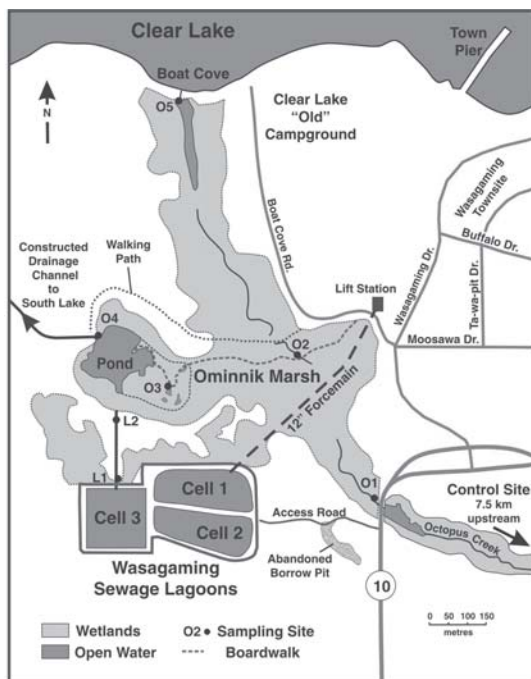 Clear Lake
Town
Pier
Boat Cove
O5
N
Clear Lake
"Old"
Campground
Wasagaming
Townsite
Buffalo Dr.
Boat Cove Rd.
Wasagaming Dr.
Ta-wa-pit Dr.
Constructed
Drainage
Channel
to
South Lake
Walking
Path
Lift Station
Moosawa Dr.
O4
O2
Pond
O3
Ominnik Marsh
12" Forcemain
L2
L1
Cell 1
Cell 2
Cell 3
O1
Control Site
7.5 km
upstream
Octopus Creek
Access Road
Abandoned
Borrow Pit
Wasagaming
Sewage Lagoons
10
Wetlands
O2 Sampling Site
Open Water
Boardwalk
0 50 100 150
metres